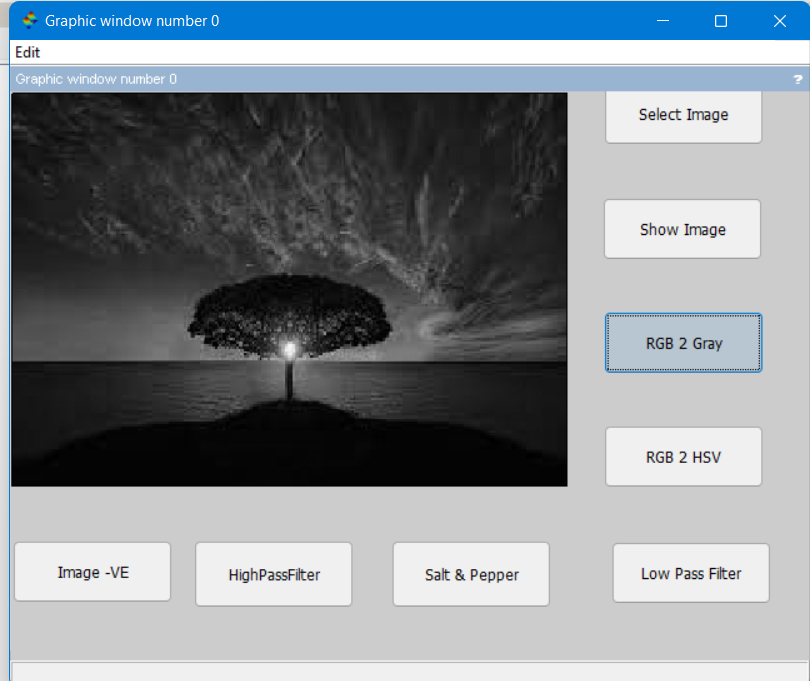 Graphic window number 0
Edit
Graphic window number 0 ?
Select Image
Show Image
RGB 2 Gray
RGB 2 HSV
Image -VE
HighPassFilter
Salt & Pepper
Low Pass Filter